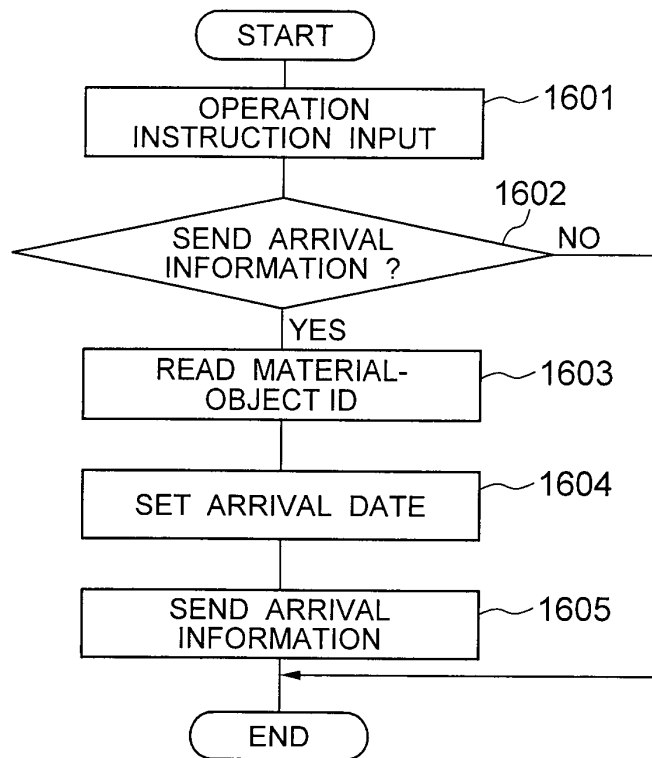 START
OPERATION
INSTRUCTION INPUT
1601
1602
SEND ARRIVAL
INFORMATION ?
NO
YES
READ MATERIAL-
OBJECT ID
1603
SET ARRIVAL DATE
1604
SEND ARRIVAL
INFORMATION
1605
END